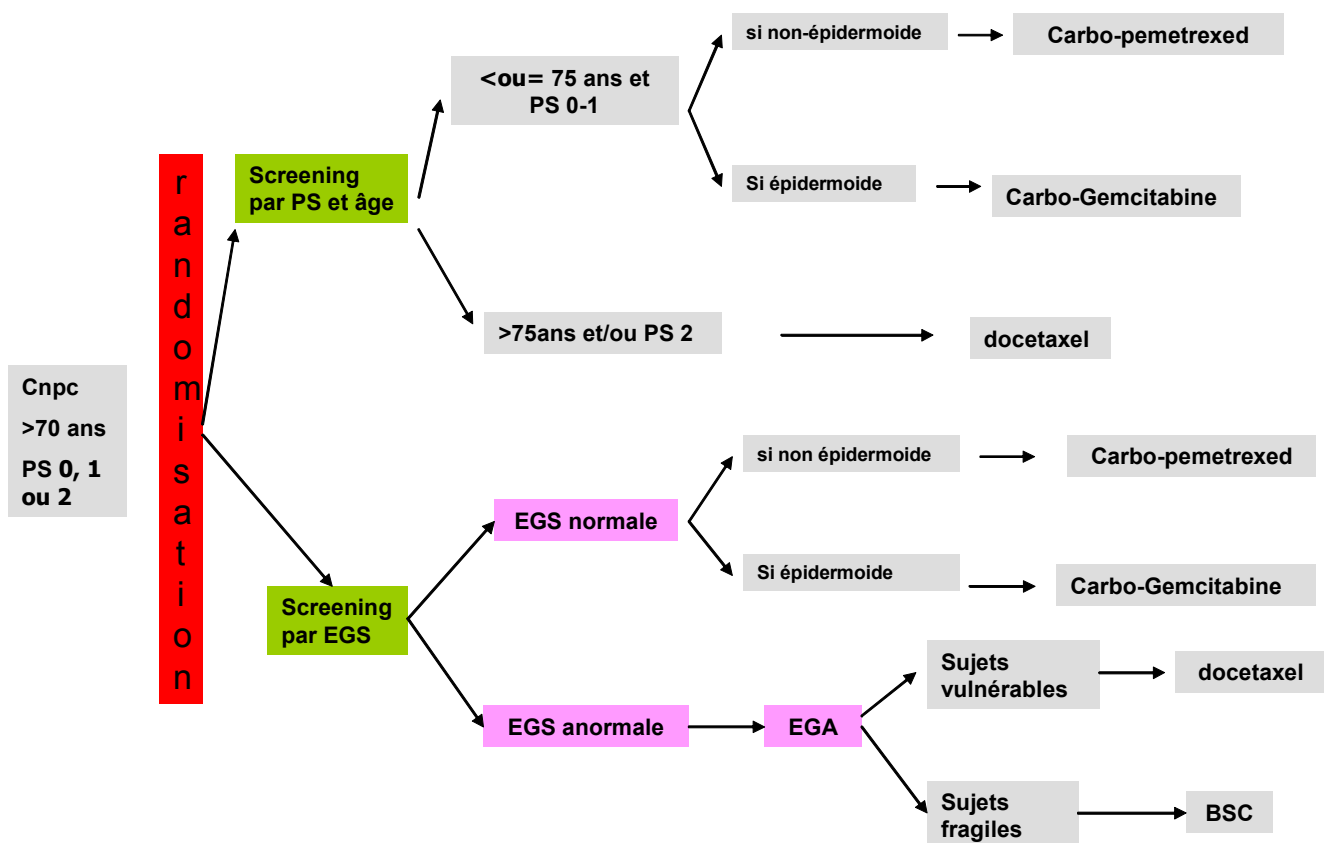 Cnpc
>70 ans
PS 0, 1
ou 2
randomisation
Screening
par PS et âge
<ou= 75 ans et
PS 0-1
si non-épidermoide
Carbo-pemetrexed
Si épidermoide
Carbo-Gemcitabine
>75ans et/ou PS 2
docetaxel
Screening
par EGS
EGS normale
si non épidermoide
Carbo-pemetrexed
Si épidermoide
Carbo-Gemcitabine
EGS anormale
EGA
Sujets
vulnérables
docetaxel
Sujets
fragiles
BSC